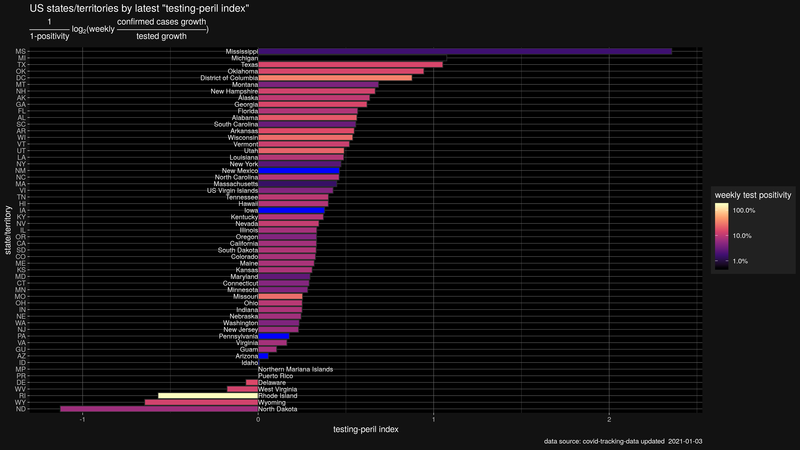 US states/territories by latest "testing-peril index"
1 confirmed cases growth
1-positivity log2(weekly tested growth)
MS Mississippi
MI Michigan
TX Texas
OK Oklahoma
DC District of Columbia
MT Montana
NH New Hampshire
AK Alaska
GA Georgia
FL Florida
AL Alabama
SC South Carolina
AR Arkansas
WI Wisconsin
VT Vermont
UT Utah
LA Louisiana
NY New York
NM New Mexico
NC North Carolina
MA Massachusetts
VI US Virgin Islands
TN Tennessee
HI Hawaii
IA Iowa
KY Kentucky
NV Nevada
IL Illinois
OR Oregon
CA California
SD South Dakota
CO Colorado
ME Maine
KS Kansas
MD Maryland
CT Connecticut
MN Minnesota
MO Missouri
OH Ohio
IN Indiana
NE Nebraska
WA Washington
NJ New Jersey
PA Pennsylvania
VA Virginia
GU Guam
AZ Arizona
ID Idaho
MP Northern Mariana Islands
PR Puerto Rico
DE Delaware
WV West Virginia
RI Rhode Island
WY Wyoming
ND North Dakota
state/territory
-1 0 1 2
testing-peril index
weekly test positivity
100.0%
10.0%
1.0%
data source: covid-tracking-data updated 2021-01-03